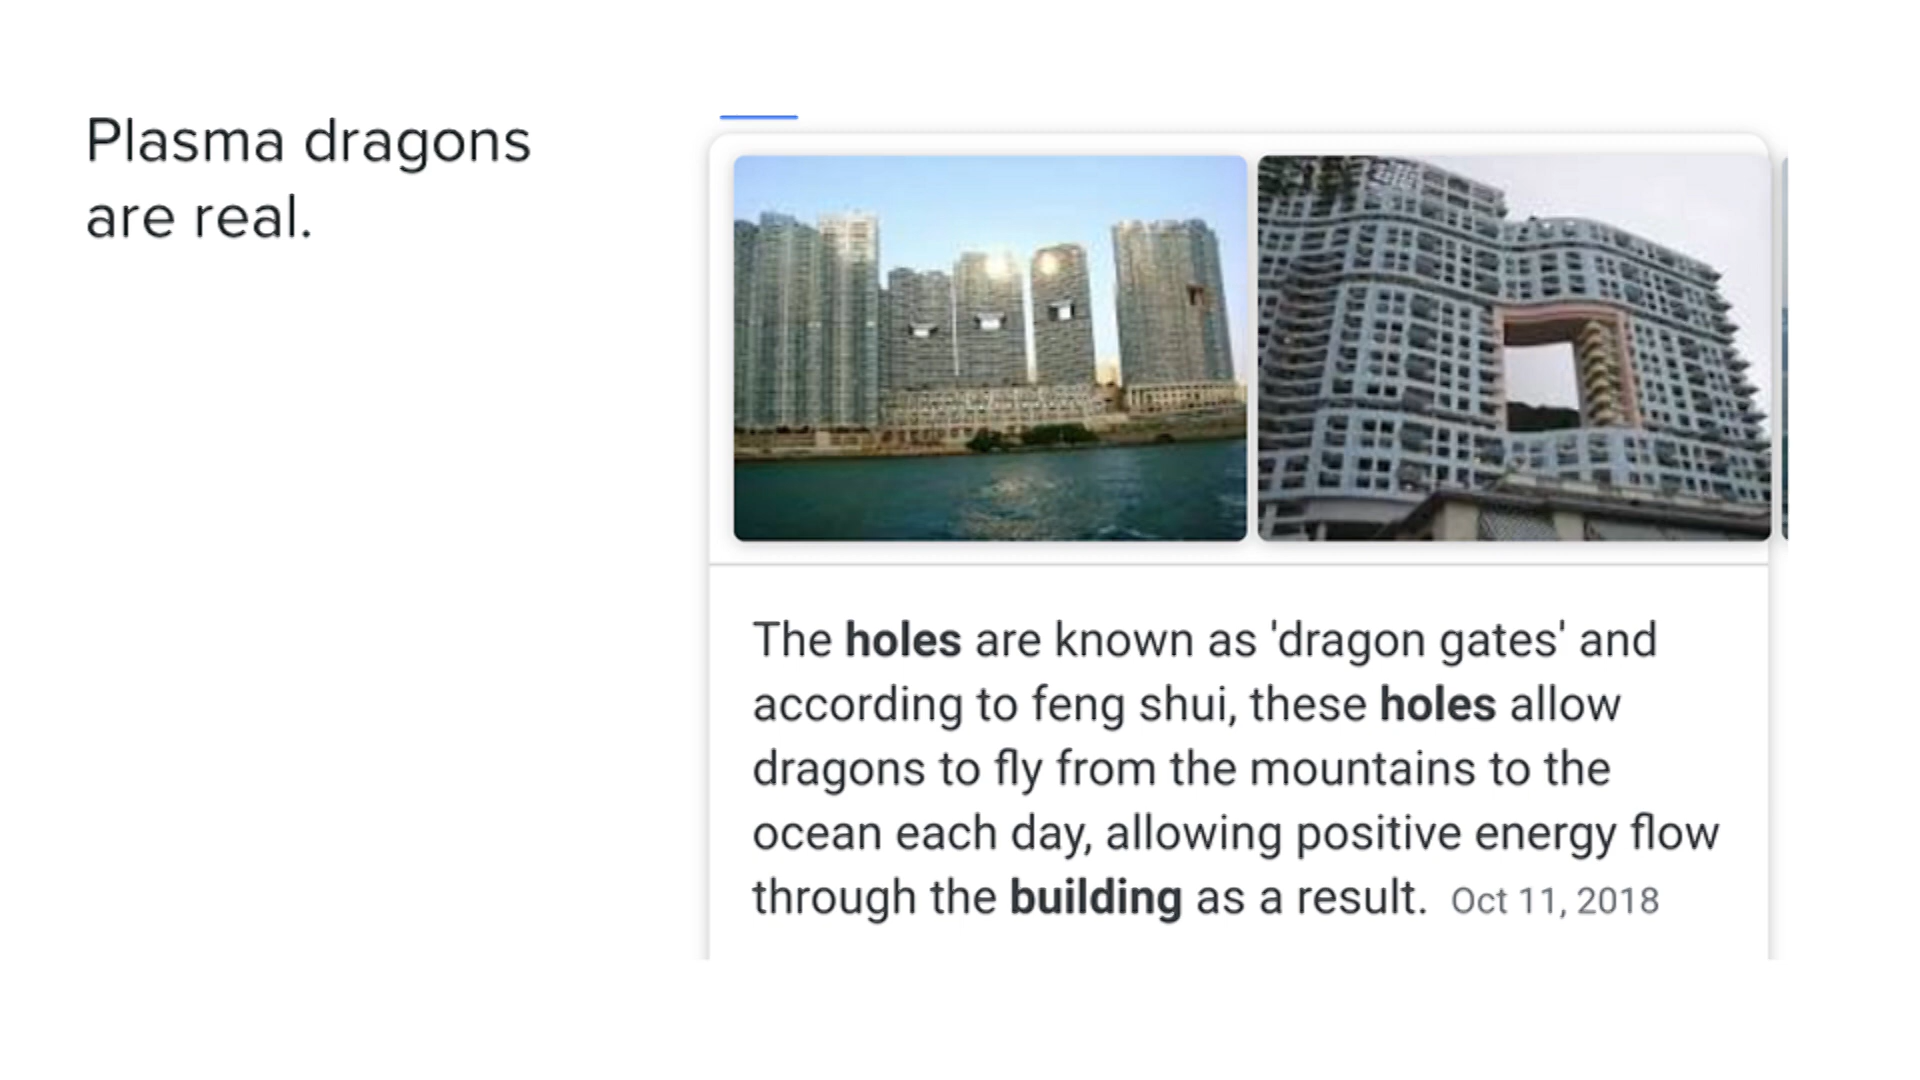 Plasma dragons
are real.
The holes are known as 'dragon gates' and
according to feng shui, these holes allow
dragons to fly from the mountains to the
ocean each day, allowing positive energy flow
through the building as a result. Oct 11, 2018